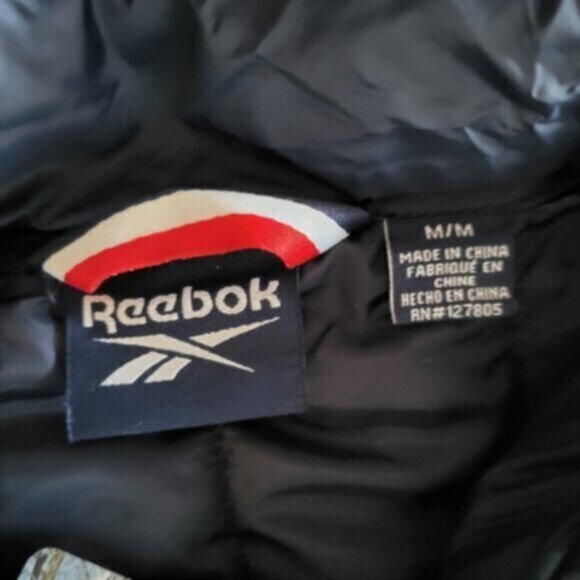 Reebok
M/M
MADE IN CHINA
FABRIQUÉ EN
CHINE
HECHO EN CHINA
RN#127805